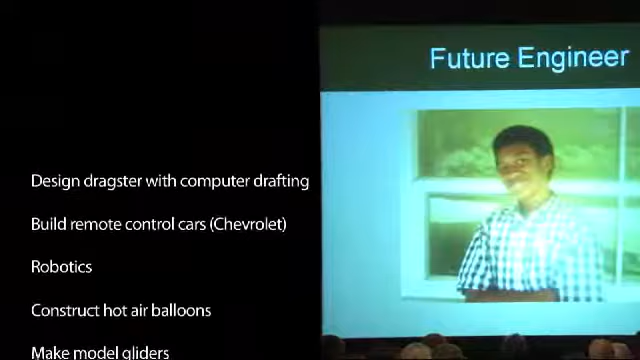 Future Engineer
Design dragster with computer drafting
Build remote control cars (Chevrolet)
Robotics
Construct hot air balloons
Make model gliders